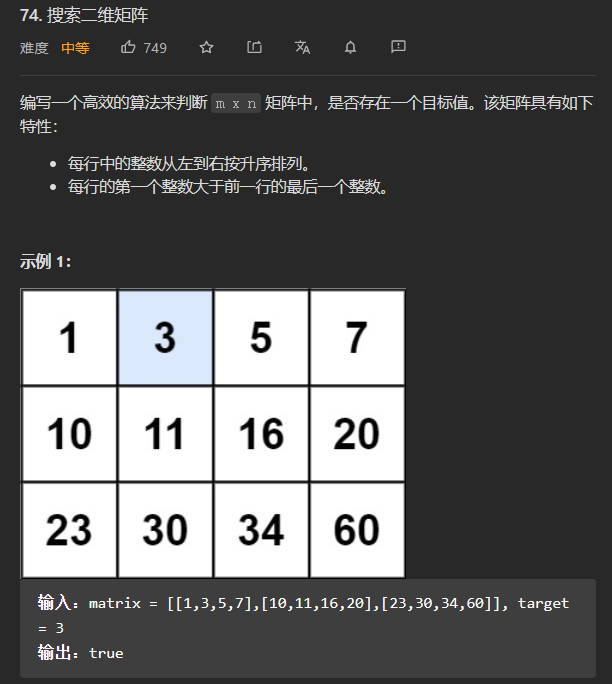 74. 搜索二维矩阵
难度 中等 749
编写一个高效的算法来判断 m x n 矩阵中，是否存在一个目标值。该矩阵具有如下
特性：
每行中的整数从左到右按升序排列。
每行的第一个整数大于前一行的最后一个整数。
示例 1：
1 3 5 7
10 11 16 20
23 30 34 60
输入：matrix = [[1,3,5,7],[10,11,16,20],[23,30,34,60]], target
= 3
输出：true